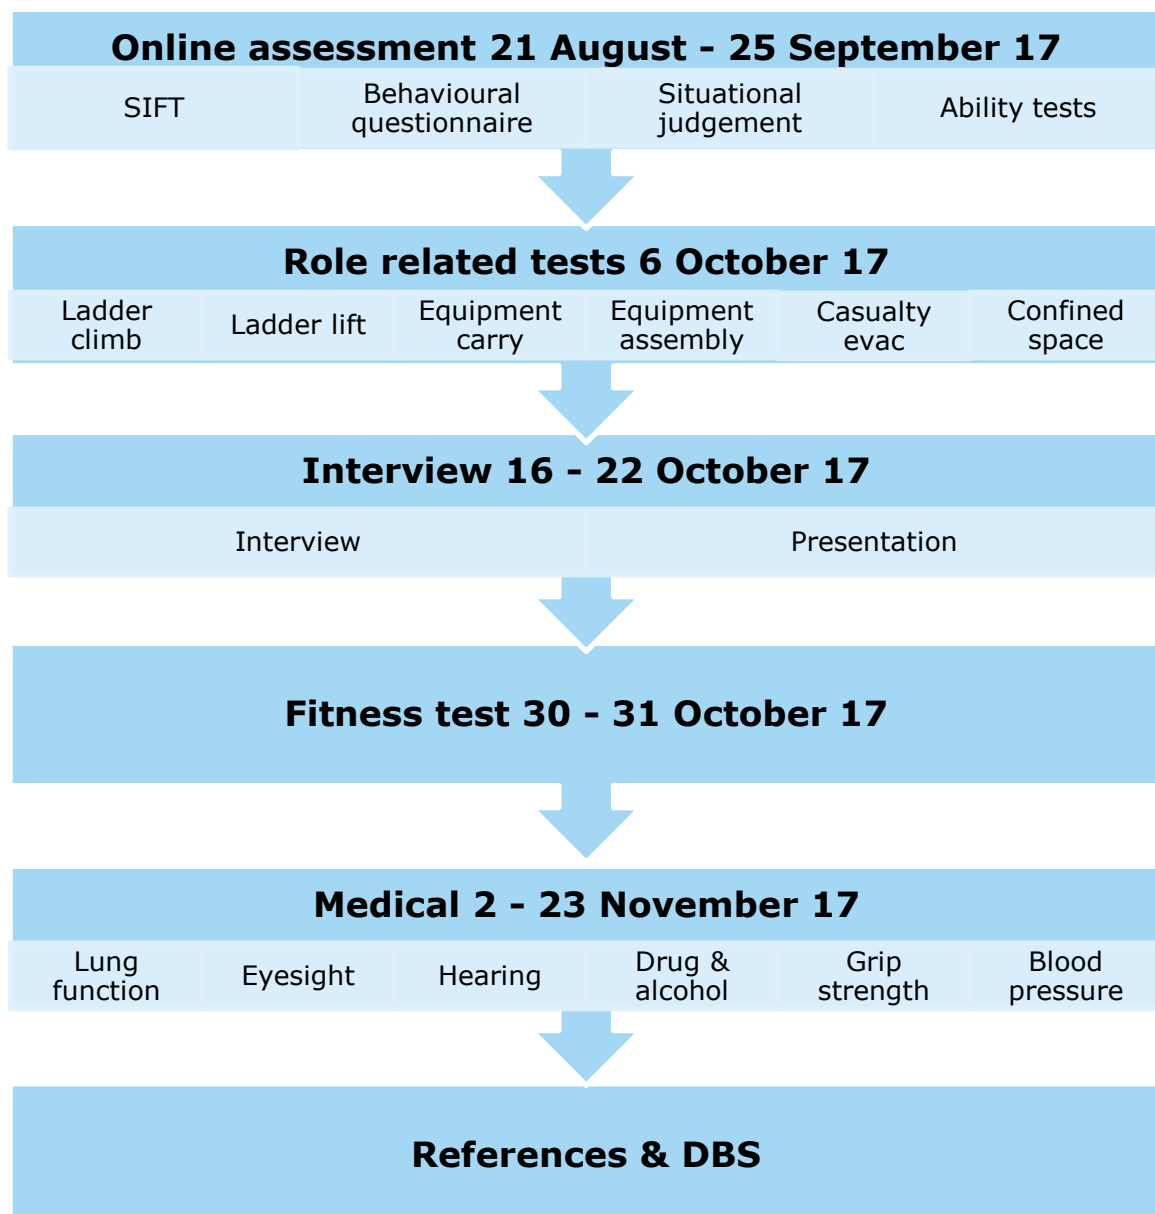 Online assessment 21 August - 25 September 17
SIFT
Behavioural
questionnaire
Situational
judgement
Ability tests
Role related tests 6 October 17
Ladder
climb
Ladder lift
Equipment
carry
Equipment
assembly
Casualty
evac
Confined
space
Interview 16 - 22 October 17
Interview
Presentation
Fitness test 30 - 31 October 17
Medical 2 - 23 November 17
Lung
function
Eyesight
Hearing
Drug &
alcohol
Grip
strength
Blood
pressure
References & DBS